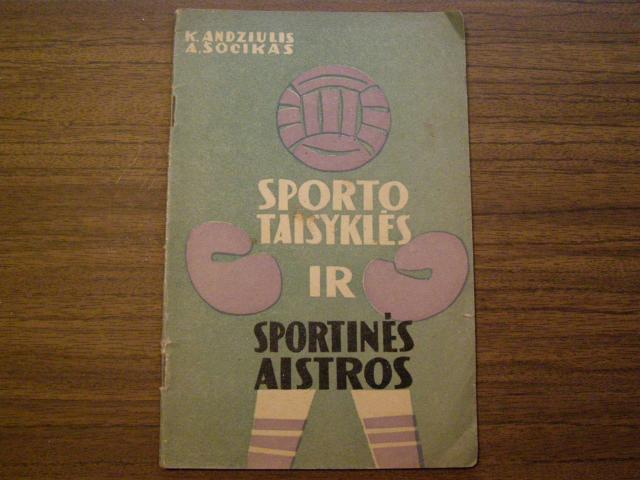 K. ANDZIULIS
A. ŠOCIKAS
SPORTO
TAISYKLĖS
IR
SPORTINĖS
AISTROS